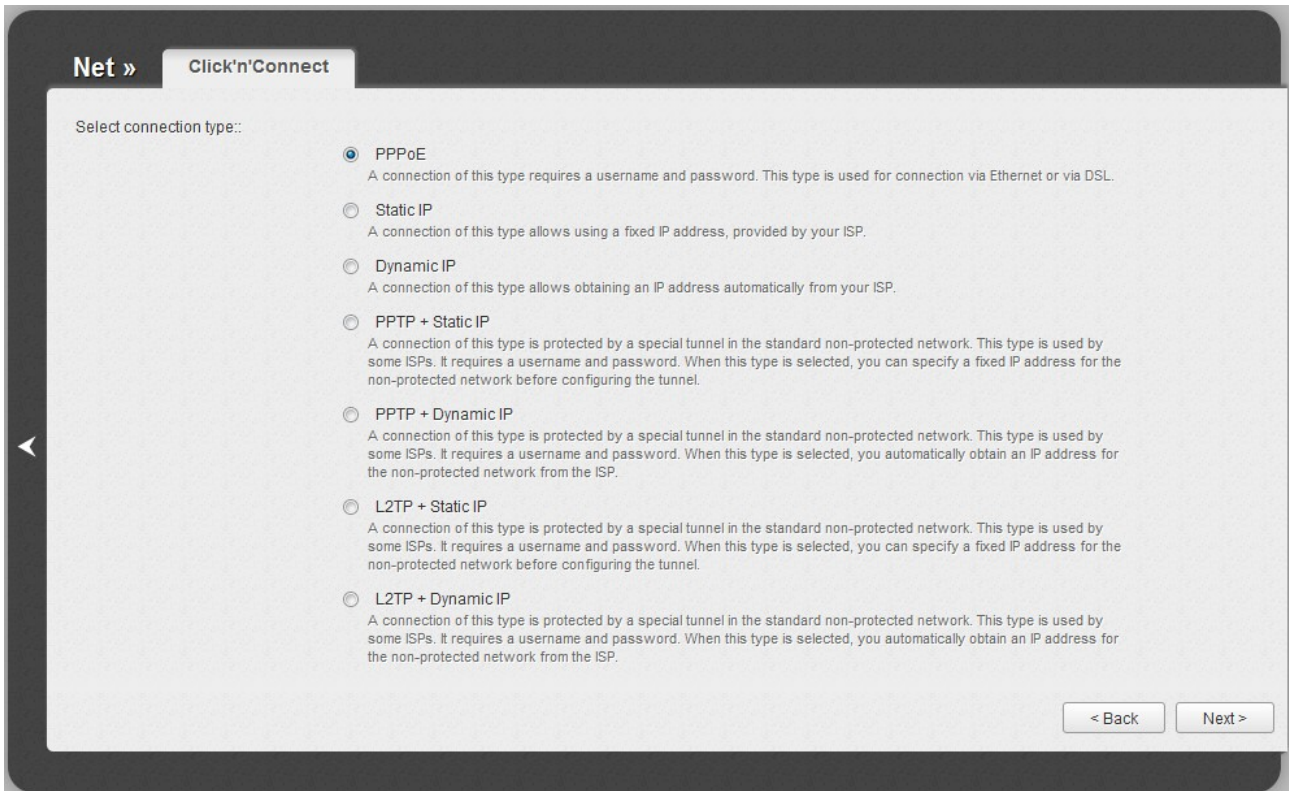 Net »
Click'n'Connect
Select connection type::
PPPoE
A connection of this type requires a username and password. This type is used for connection via Ethernet or via DSL.
Static IP
A connection of this type allows using a fixed IP address, provided by your ISP.
Dynamic IP
A connection of this type allows obtaining an IP address automatically from your ISP.
PPTP + Static IP
A connection of this type is protected by a special tunnel in the standard non-protected network. This type is used by
some ISPs. It requires a username and password. When this type is selected, you can specify a fixed IP address for the
non-protected network before configuring the tunnel.
PPTP + Dynamic IP
A connection of this type is protected by a special tunnel in the standard non-protected network. This type is used by
some ISPs. It requires a username and password. When this type is selected, you automatically obtain an IP address for
the non-protected network from the ISP.
L2TP + Static IP
A connection of this type is protected by a special tunnel in the standard non-protected network. This type is used by
some ISPs. It requires a username and password. When this type is selected, you can specify a fixed IP address for the
non-protected network before configuring the tunnel.
L2TP + Dynamic IP
A connection of this type is protected by a special tunnel in the standard non-protected network. This type is used by
some ISPs. It requires a username and password. When this type is selected, you automatically obtain an IP address for
the non-protected network from the ISP.
< Back
Next >